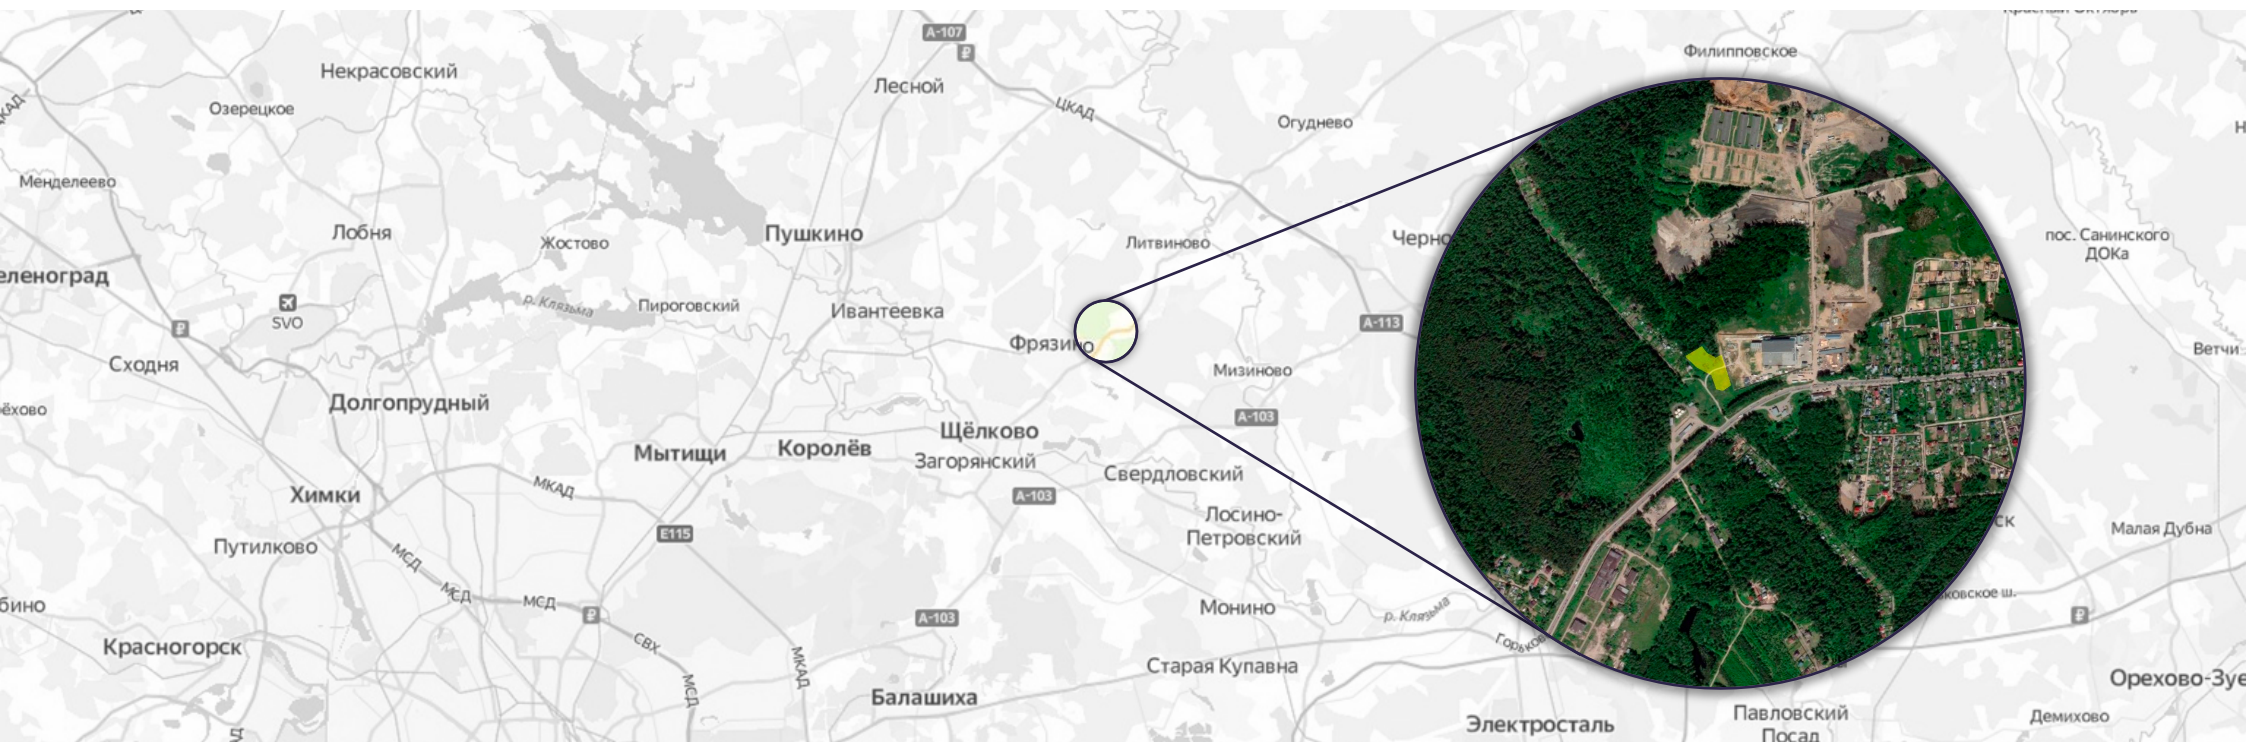 А-107
Филипповское
Некрасовский
Лесной
Озерецкое
ЦКАД
Огуднево
Менделеево
Лобня
Жостово
Пушкино
Литвиново
Черно
пос. Санинского
ДОКа
еленоград
SVO
р. Клязьма
Пироговский
Ивантеевка
А-113
Сходня
Фрязино
Мизиново
Ветчи
ёхово
Долгопрудный
А-103
Щёлково
Мытищи
Королёв
Загорянский
Свердловский
МКАД
Химки
А-103
Лосино-
Петровский
Е115
Путилково
МСД
ск
Малая Дубна
МСД
МСД
бино
А-103
Монино
р. Клязьма
ковское ш.
Красногорск
СВХ
МКАД
Горьков
Старая Купавна
МСД
Балашиха
Орехово-Зуе
Электросталь
Павловский
Посад
Демихово